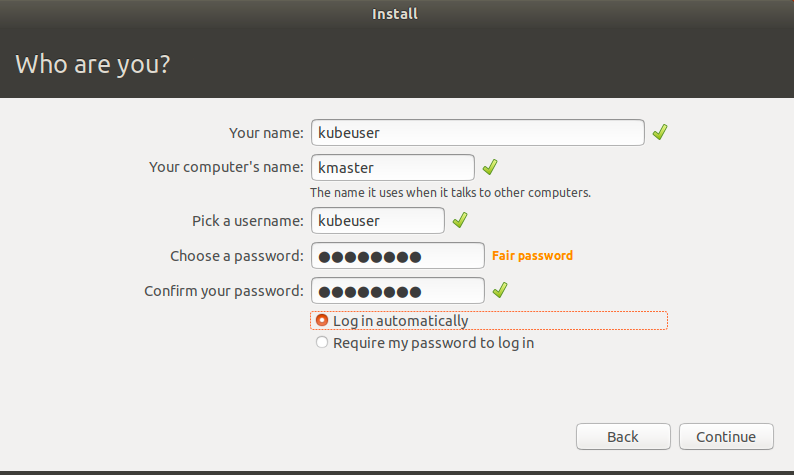 Install
Who are you?
Your name: kubeuser
Your computer's name: kmaster
The name it uses when it talks to other computers.
Pick a username: kubeuser
Choose a password: ●●●●●●●● Fair password
Confirm your password: ●●●●●●●●
Log in automatically
Require my password to log in
Back Continue